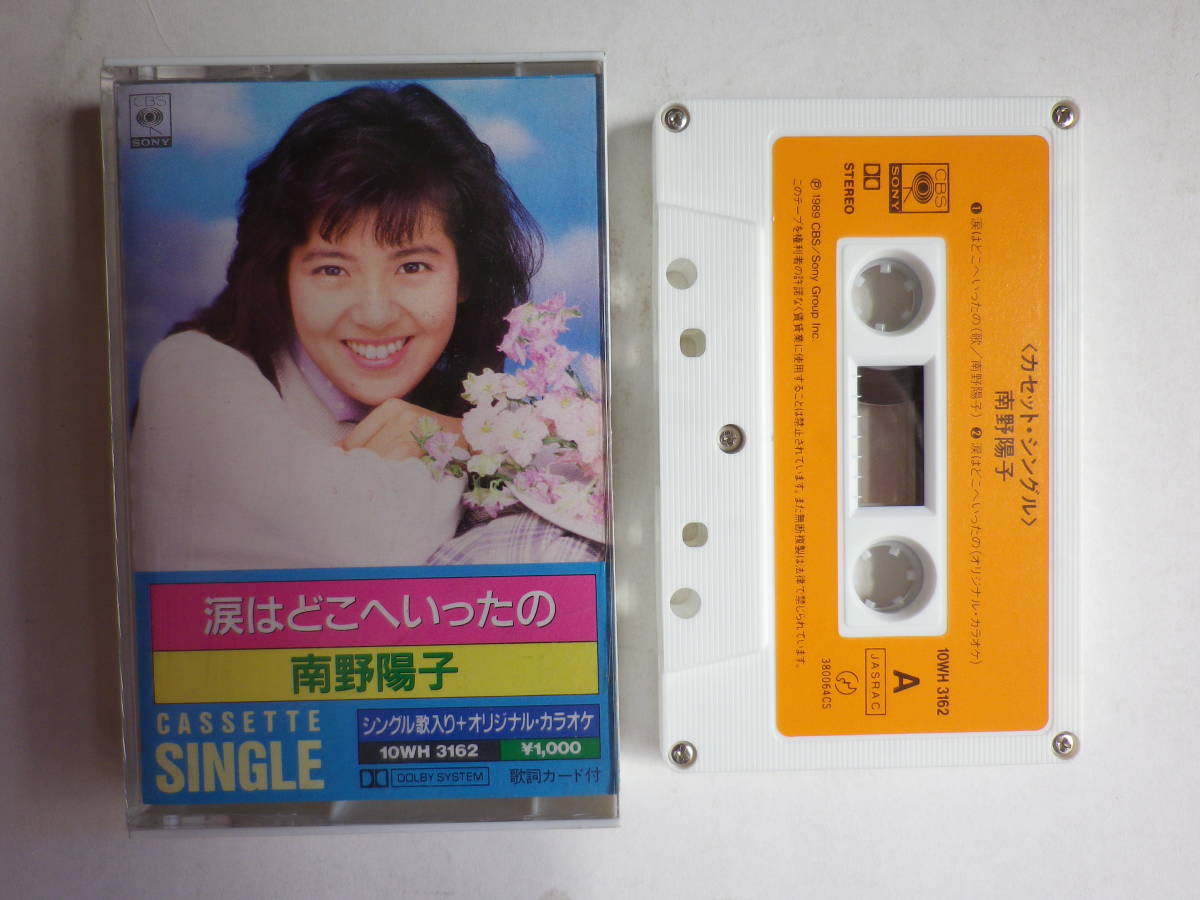 CBS
SONY
涙はどこへいったの
南野陽子
CASSETTE
SINGLE
シングル歌入り+オリジナル・カラオケ
10WH 3162
¥1,000
DOLBY SYSTEM
歌詞カード付
〈カセット・シングル〉
南野陽子
❶ 涙はどこへいったの(歌/南野陽子) ❷ 涙はどこへいったの(オリジナル・カラオケ)
CBS
SONY
STEREO
Ⓟ 1989 CBS/Sony Group Inc.
このテープを権利者の許諾なく賃貸業に使用することは禁止されています。また無断複製は法律で禁じられています。
10WH 3162
A
JASRAC
380064CS